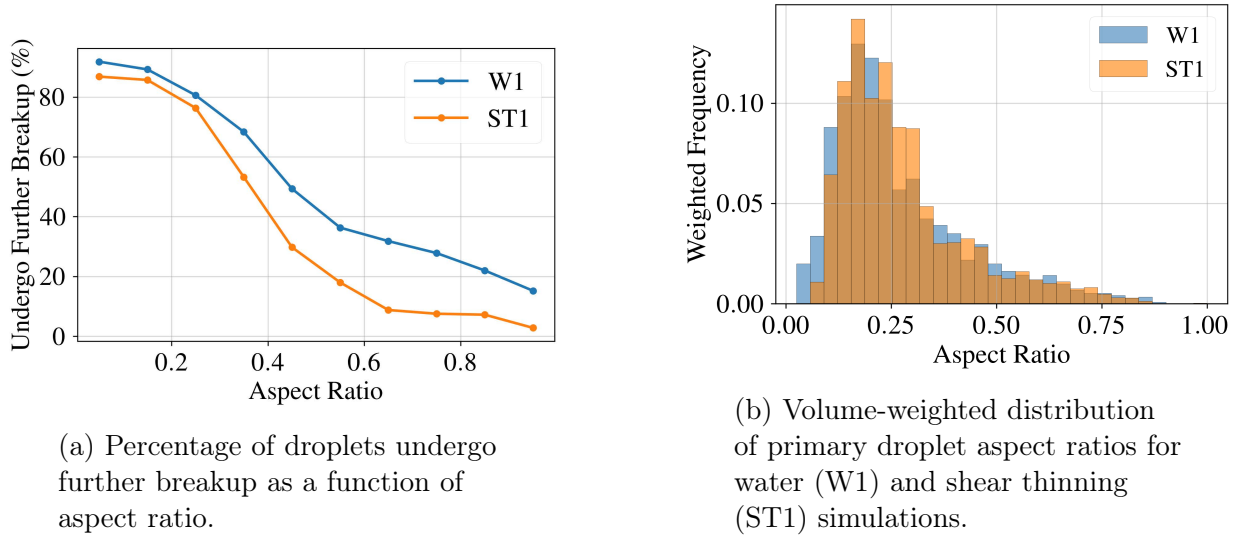 Undergo Further Breakup (%)
80
60
40
20
0
0.2
0.4
0.6
0.8
Aspect Ratio
W1
ST1
(a) Percentage of droplets undergo
further breakup as a function of
aspect ratio.
Weighted Frequency
0.10
0.05
0.00
0.00
0.25
0.50
0.75
1.00
Aspect Ratio
W1
ST1
(b) Volume-weighted distribution
of primary droplet aspect ratios for
water (W1) and shear thinning
(ST1) simulations.